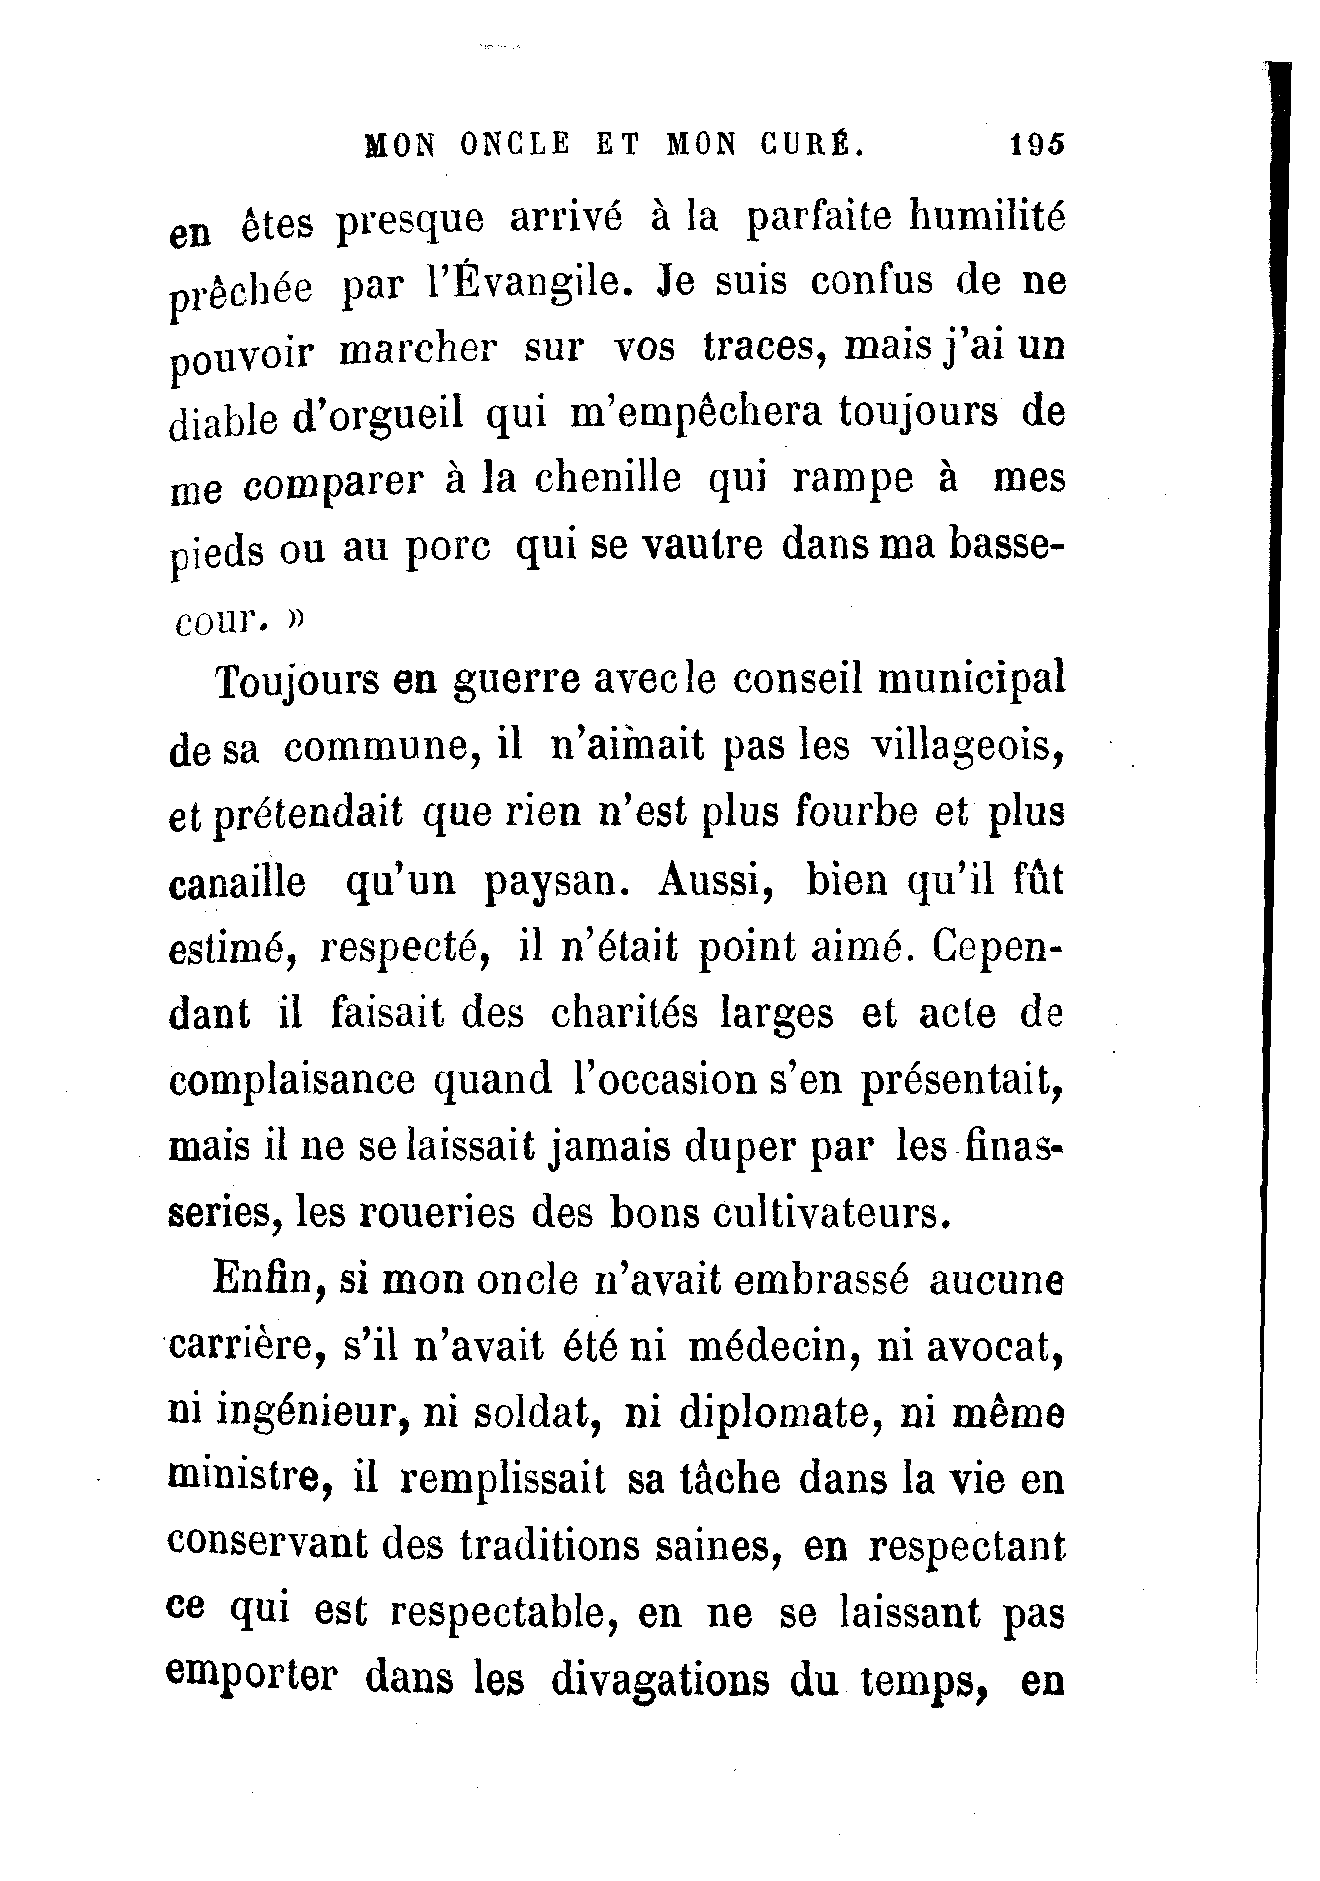 MON ONCLE ET MON CURÉ. 195
en êtes presque arrivé à la parfaite humilité
prêchée par l'Évangile. Je suis confus de ne
pouvoir marcher sur vos traces, mais j'ai un
diable d'orgueil qui m'empêchera toujours de
me comparer à la chenille qui rampe à mes
pieds ou au porc qui se vautre dans ma basse-
cour. »
Toujours en guerre avec le conseil municipal
de sa commune, il n'aimait pas les villageois,
et prétendait que rien n'est plus fourbe et plus
canaille qu'un paysan. Aussi, bien qu'il fût
estimé, respecté, il n'était point aimé. Cepen-
dant il faisait des charités larges et acte de
complaisance quand l'occasion s'en présentait,
mais il ne se laissait jamais duper par les finas-
series, les roueries des bons cultivateurs.
Enfin, si mon oncle n'avait embrassé aucune
carrière, s'il n'avait été ni médecin, ni avocat,
ni ingénieur, ni soldat, ni diplomate, ni même
ministre, il remplissait sa tâche dans la vie en
conservant des traditions saines, en respectant
ce qui est respectable, en ne se laissant pas
emporter dans les divagations du temps, en